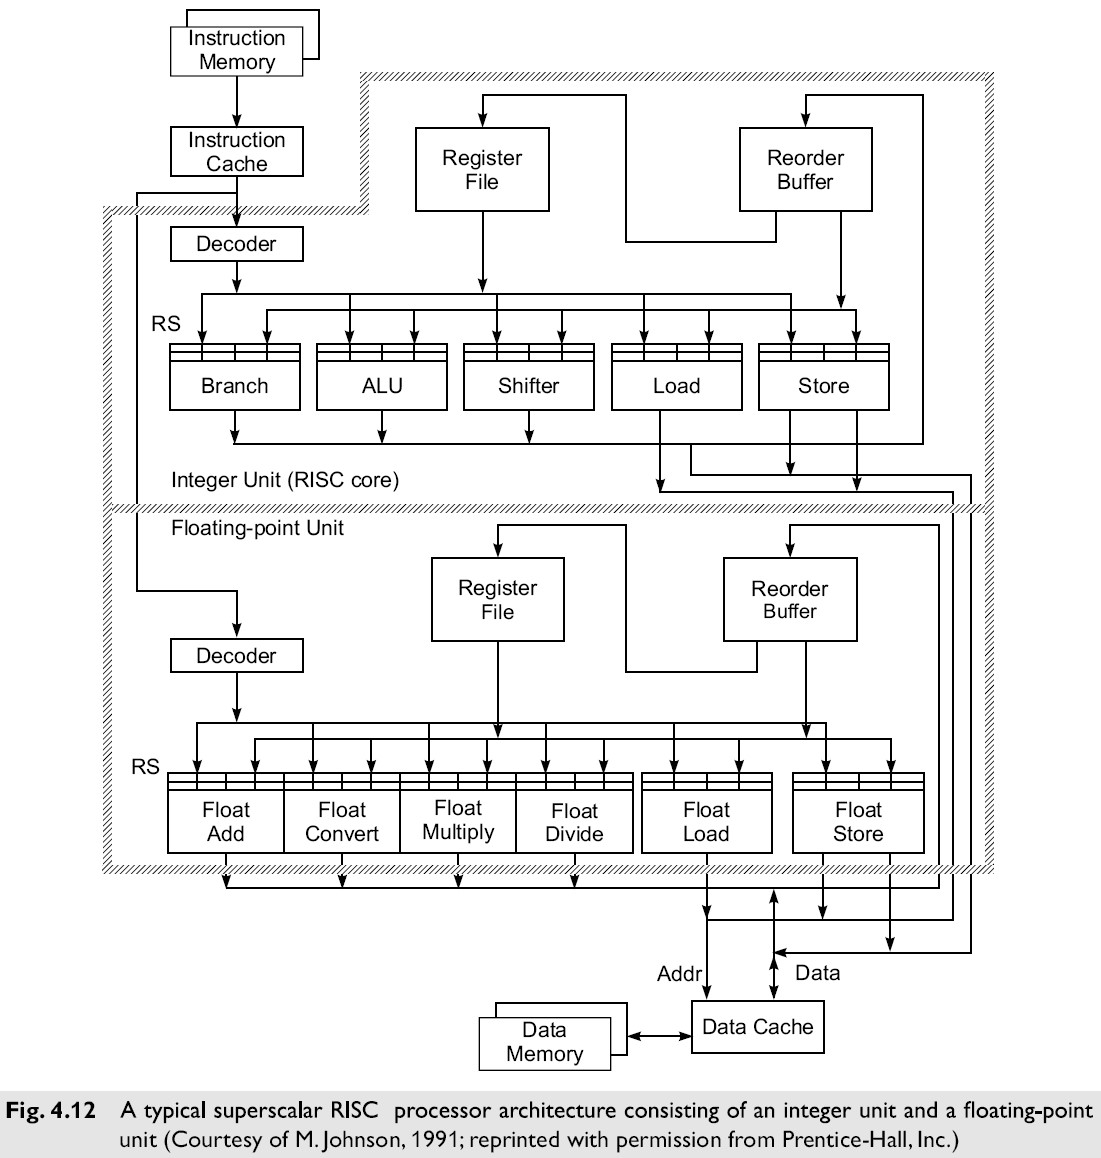 Instruction
Memory
Instruction
Cache
Register
File
Reorder
Buffer
Decoder
RS
Branch
ALU
Shifter
Load
Store
Integer Unit (RISC core)
Floating-point Unit
Register
File
Reorder
Buffer
Decoder
RS
Float
Add
Float
Convert
Float
Multiply
Float
Divide
Float
Load
Float
Store
Addr
Data
Data
Memory
Data Cache
Fig. 4.12 A typical superscalar RISC processor architecture consisting of an integer unit and a floating-point
unit (Courtesy of M. Johnson, 1991; reprinted with permission from Prentice-Hall, Inc.)